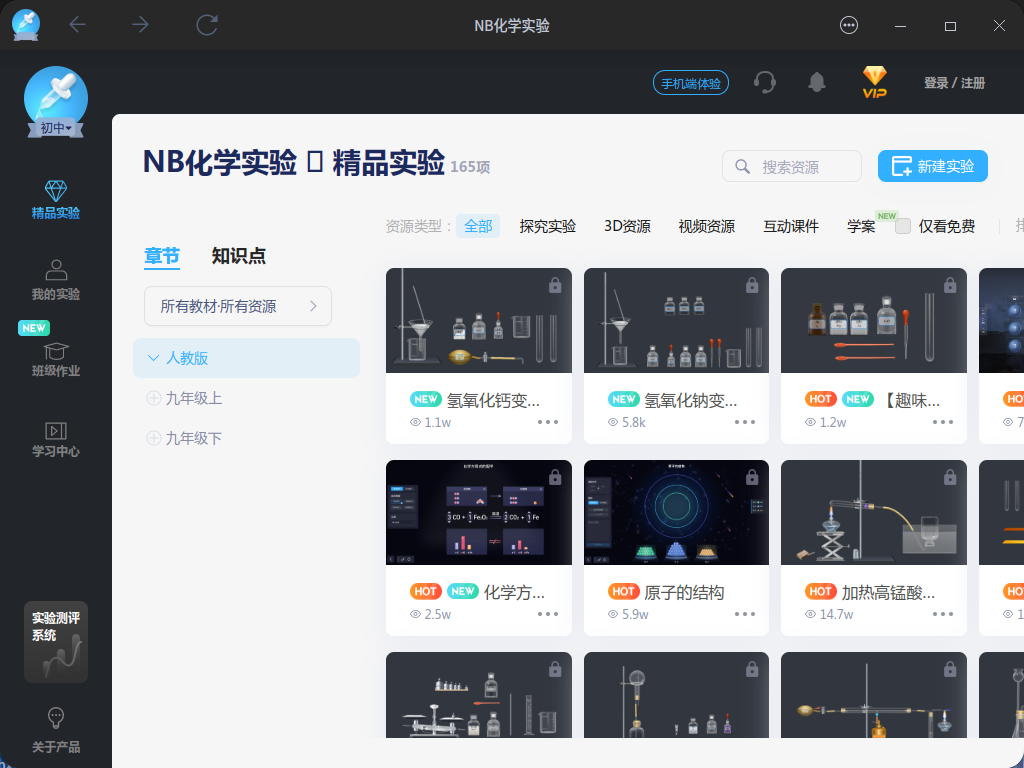 NB化学实验
手机端体验
VIP
登录 / 注册
初中
精品实验
我的实验
NEW
班级作业
学习中心
实验测评
系统
关于产品
NB化学实验 精品实验 165项
搜索资源
新建实验
资源类型： 全部 探究实验 3D资源 视频资源 互动课件 学案 NEW 仅看免费
章节 知识点
所有教材·所有资源
人教版
九年级上
九年级下
NEW 氢氧化钙变...
1.1w
NEW 氢氧化钠变...
5.8k
HOT NEW 【趣味...
1.2w
HOT NEW 化学方...
2.5w
HOT 原子的结构
5.9w
HOT 加热高锰酸...
14.7w